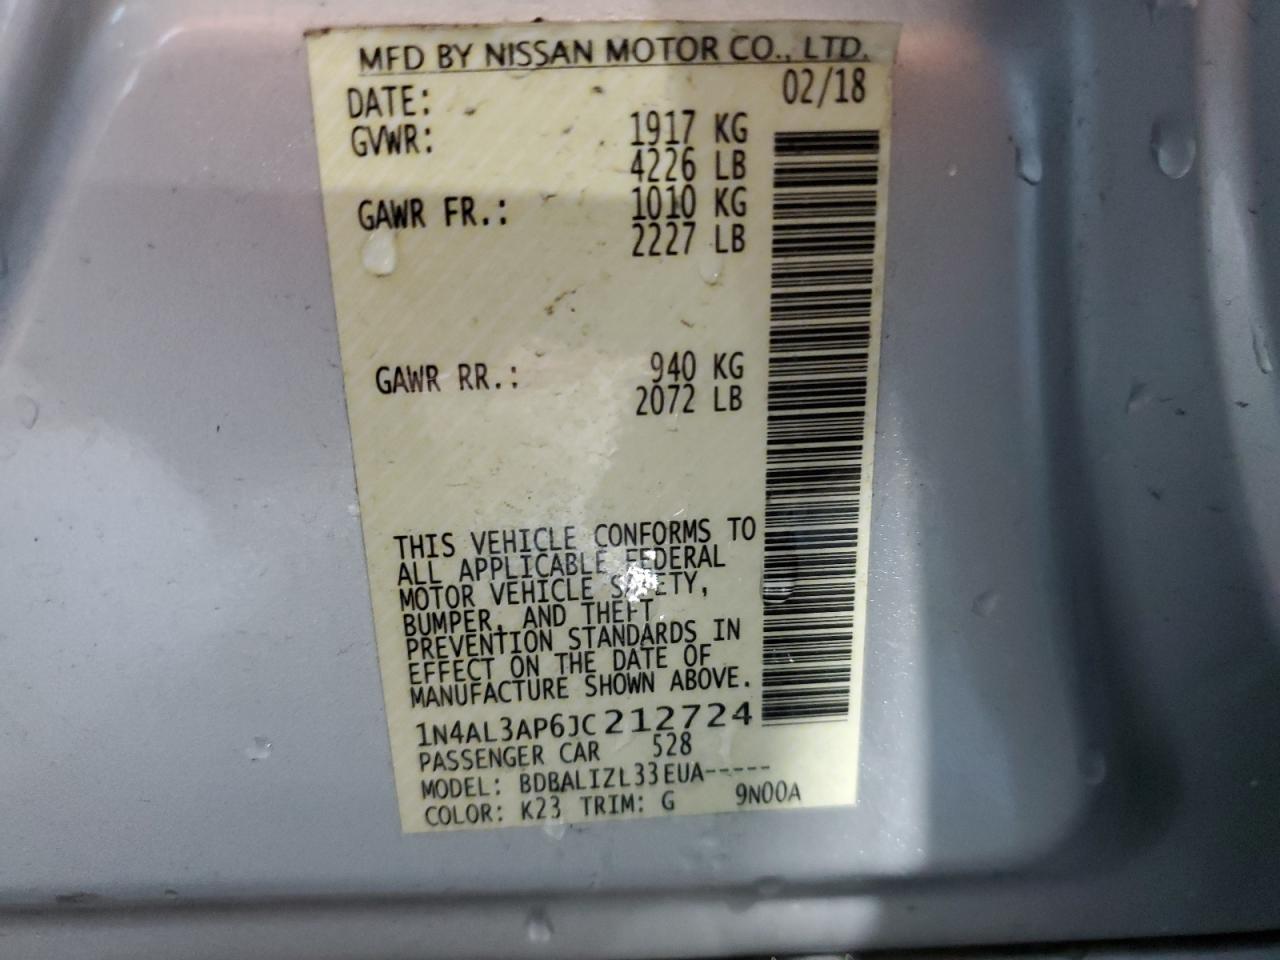 MFD BY NISSAN MOTOR CO., LTD.
DATE: 02/18
GVWR: 1917 KG
4226 LB
GAWR FR.: 1010 KG
2227 LB
GAWR RR.: 940 KG
2072 LB
THIS VEHICLE CONFORMS TO
ALL APPLICABLE FEDERAL
MOTOR VEHICLE SAFETY,
BUMPER, AND THEFT
PREVENTION STANDARDS IN
EFFECT ON THE DATE OF
MANUFACTURE SHOWN ABOVE.
1N4AL3AP6JC212724
PASSENGER CAR 528
MODEL: BDBALIZL33EUA-----
COLOR: K23 TRIM: G 9N00A